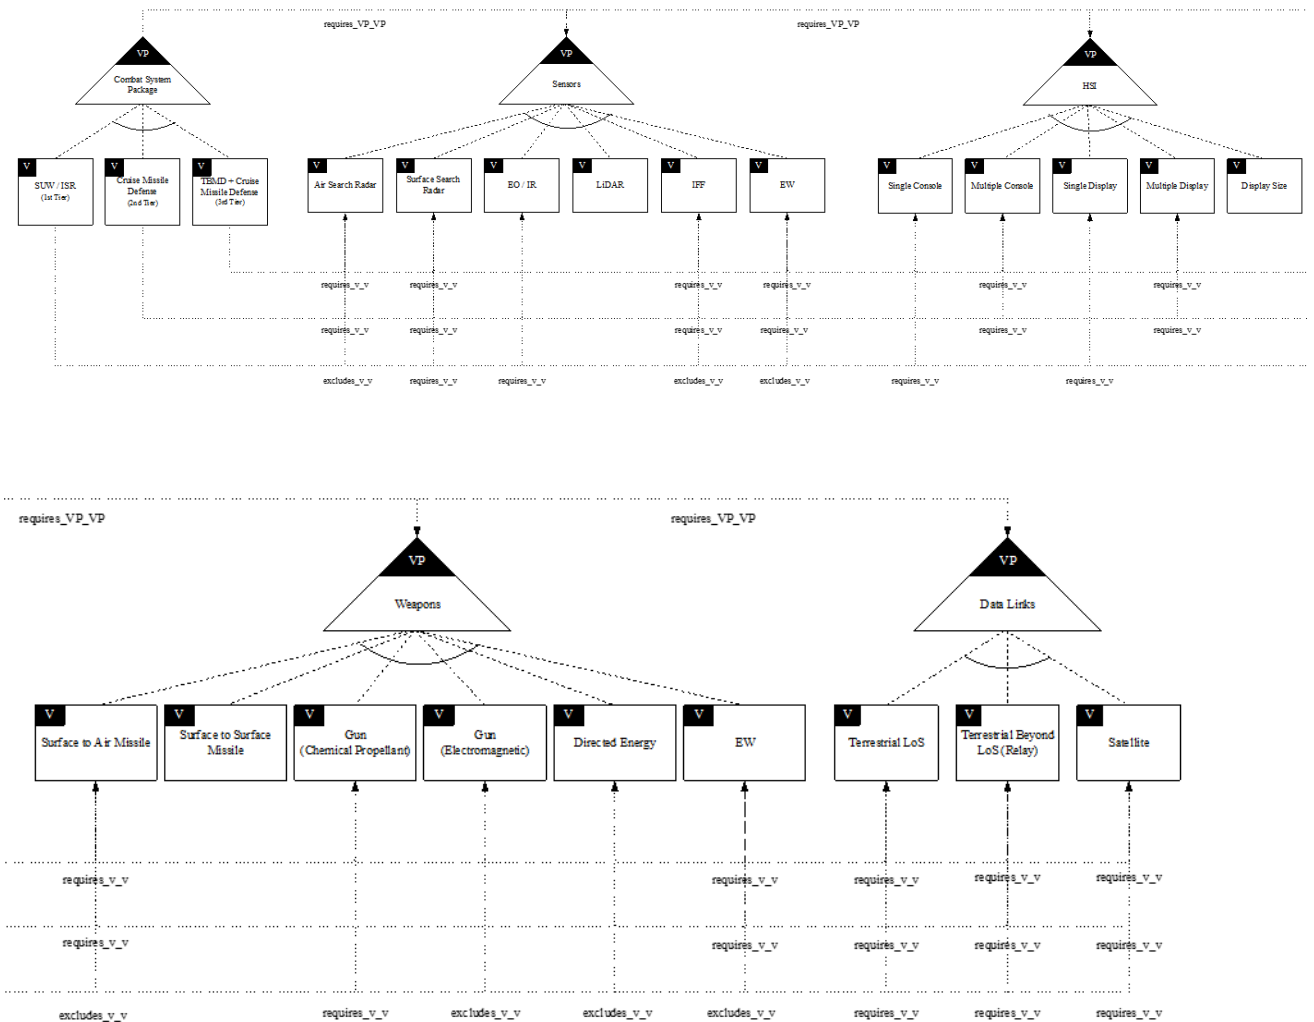 requires_VP_VP
requires_VP_VP
VP
Combat System
Package
VP
Sensors
VP
HSI
V
SUW / ISR
(1st Tier)
V
Cruise Missile
Defense
(2nd Tier)
V
TBMD + Cruise
Missile Defense
(3rd Tier)
V
Air Search Radar
V
Surface Search
Radar
V
EO / IR
V
LiDAR
V
IFF
V
EW
V
Single Console
V
Multiple Console
V
Single Display
V
Multiple Display
V
Display Size
requires_v_v
requires_v_v
requires_v_v
requires_v_v
requires_v_v
requires_v_v
requires_v_v
requires_v_v
requires_v_v
requires_v_v
requires_v_v
requires_v_v
excludes_v_v
requires_v_v
requires_v_v
excludes_v_v
excludes_v_v
requires_v_v
requires_v_v
requires_VP_VP
requires_VP_VP
VP
Weapons
VP
Data Links
V
Surface to Air Missile
V
Surface to Surface
Missile
V
Gun
(Chemical Propellant)
V
Gun
(Electromagnetic)
V
Directed Energy
V
EW
V
Terrestrial LoS
V
Terrestrial Beyond
LoS (Relay)
V
Satellite
requires_v_v
requires_v_v
requires_v_v
requires_v_v
requires_v_v
requires_v_v
requires_v_v
requires_v_v
requires_v_v
requires_v_v
excludes_v_v
requires_v_v
excludes_v_v
excludes_v_v
excludes_v_v
requires_v_v
requires_v_v
requires_v_v